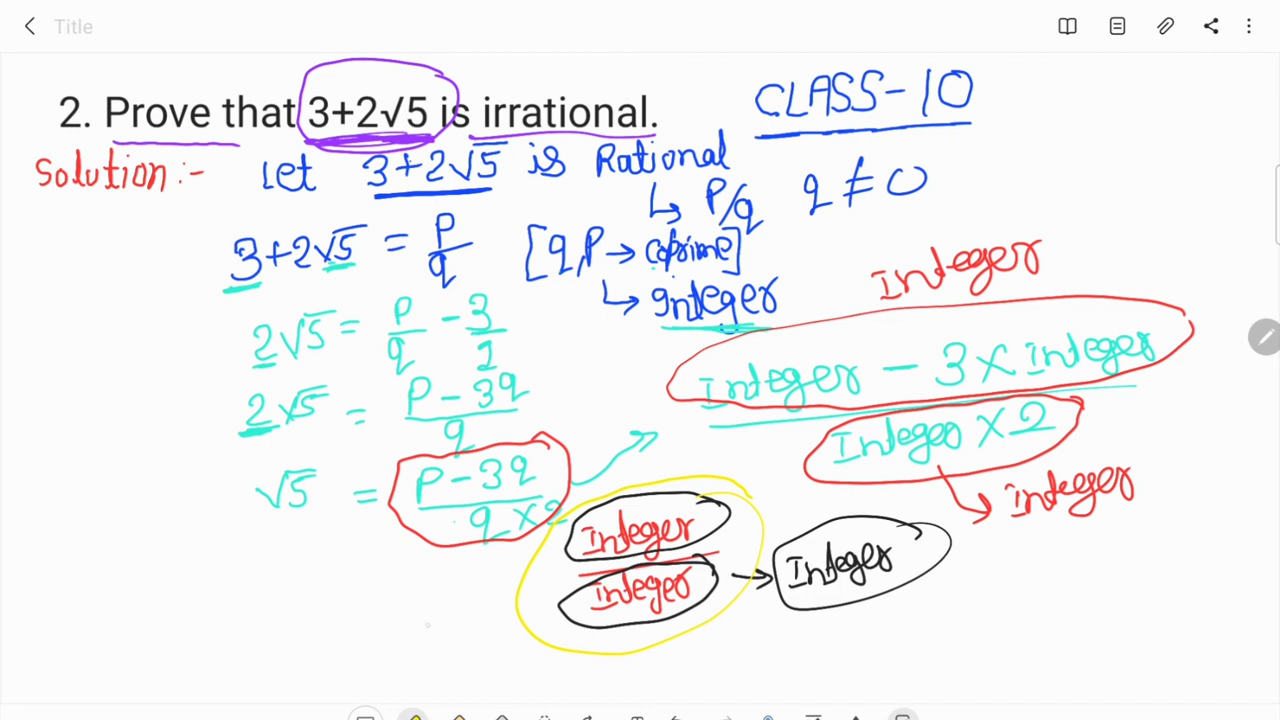 Title
2. Prove that 3+2√5 is irrational.
CLASS-10
Solution :- Let 3+2√5 is Rational
↳ P/q q ≠ 0
3+2√5 = P/q [q,P → coprime]
↳ Integer
2√5 = P/q - 3/1
2√5 = P-3q/q
√5 = P-3q/q×2
Integer
Integer - 3 × Integer
Integer × 2
↳ Integer
Integer
Integer → Integer